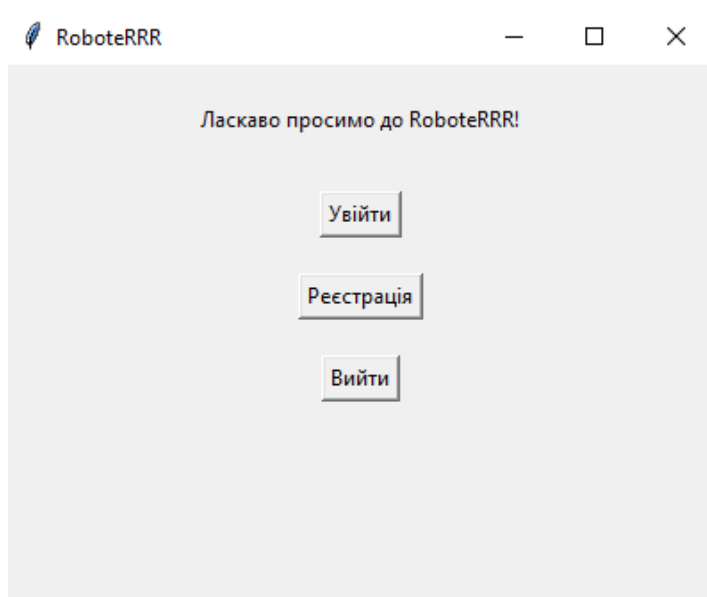 RoboteRRR
Ласкаво просимо до RoboteRRR!
Увійти
Реєстрація
Вийти